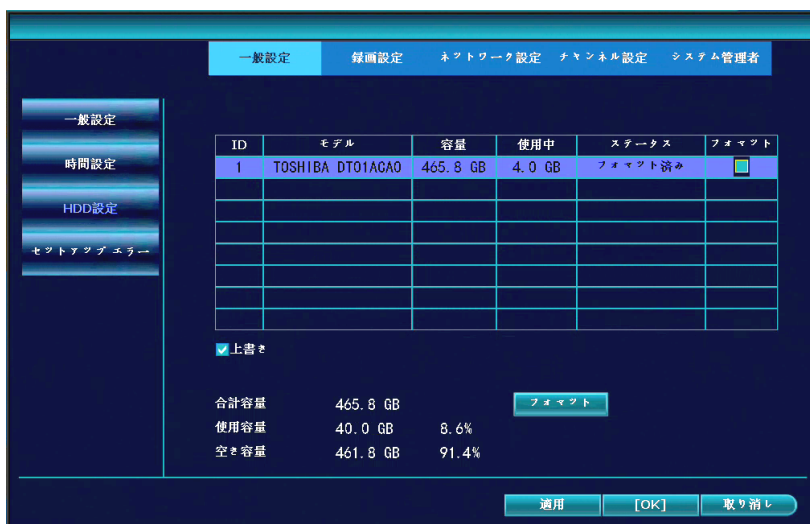 一般設定 録画設定 ネットワーク設定 チャンネル設定 システム管理者
一般設定
時間設定
HDD設定
セットアップ エラー
ID モデル 容量 使用中 ステータス フォマット
1 TOSHIBA DT01ACA0 465.8 GB 4.0 GB フォマット済み
上書き
合計容量 465.8 GB フォマット
使用容量 40.0 GB 8.6%
空き容量 461.8 GB 91.4%
適用 [OK] 取り消し